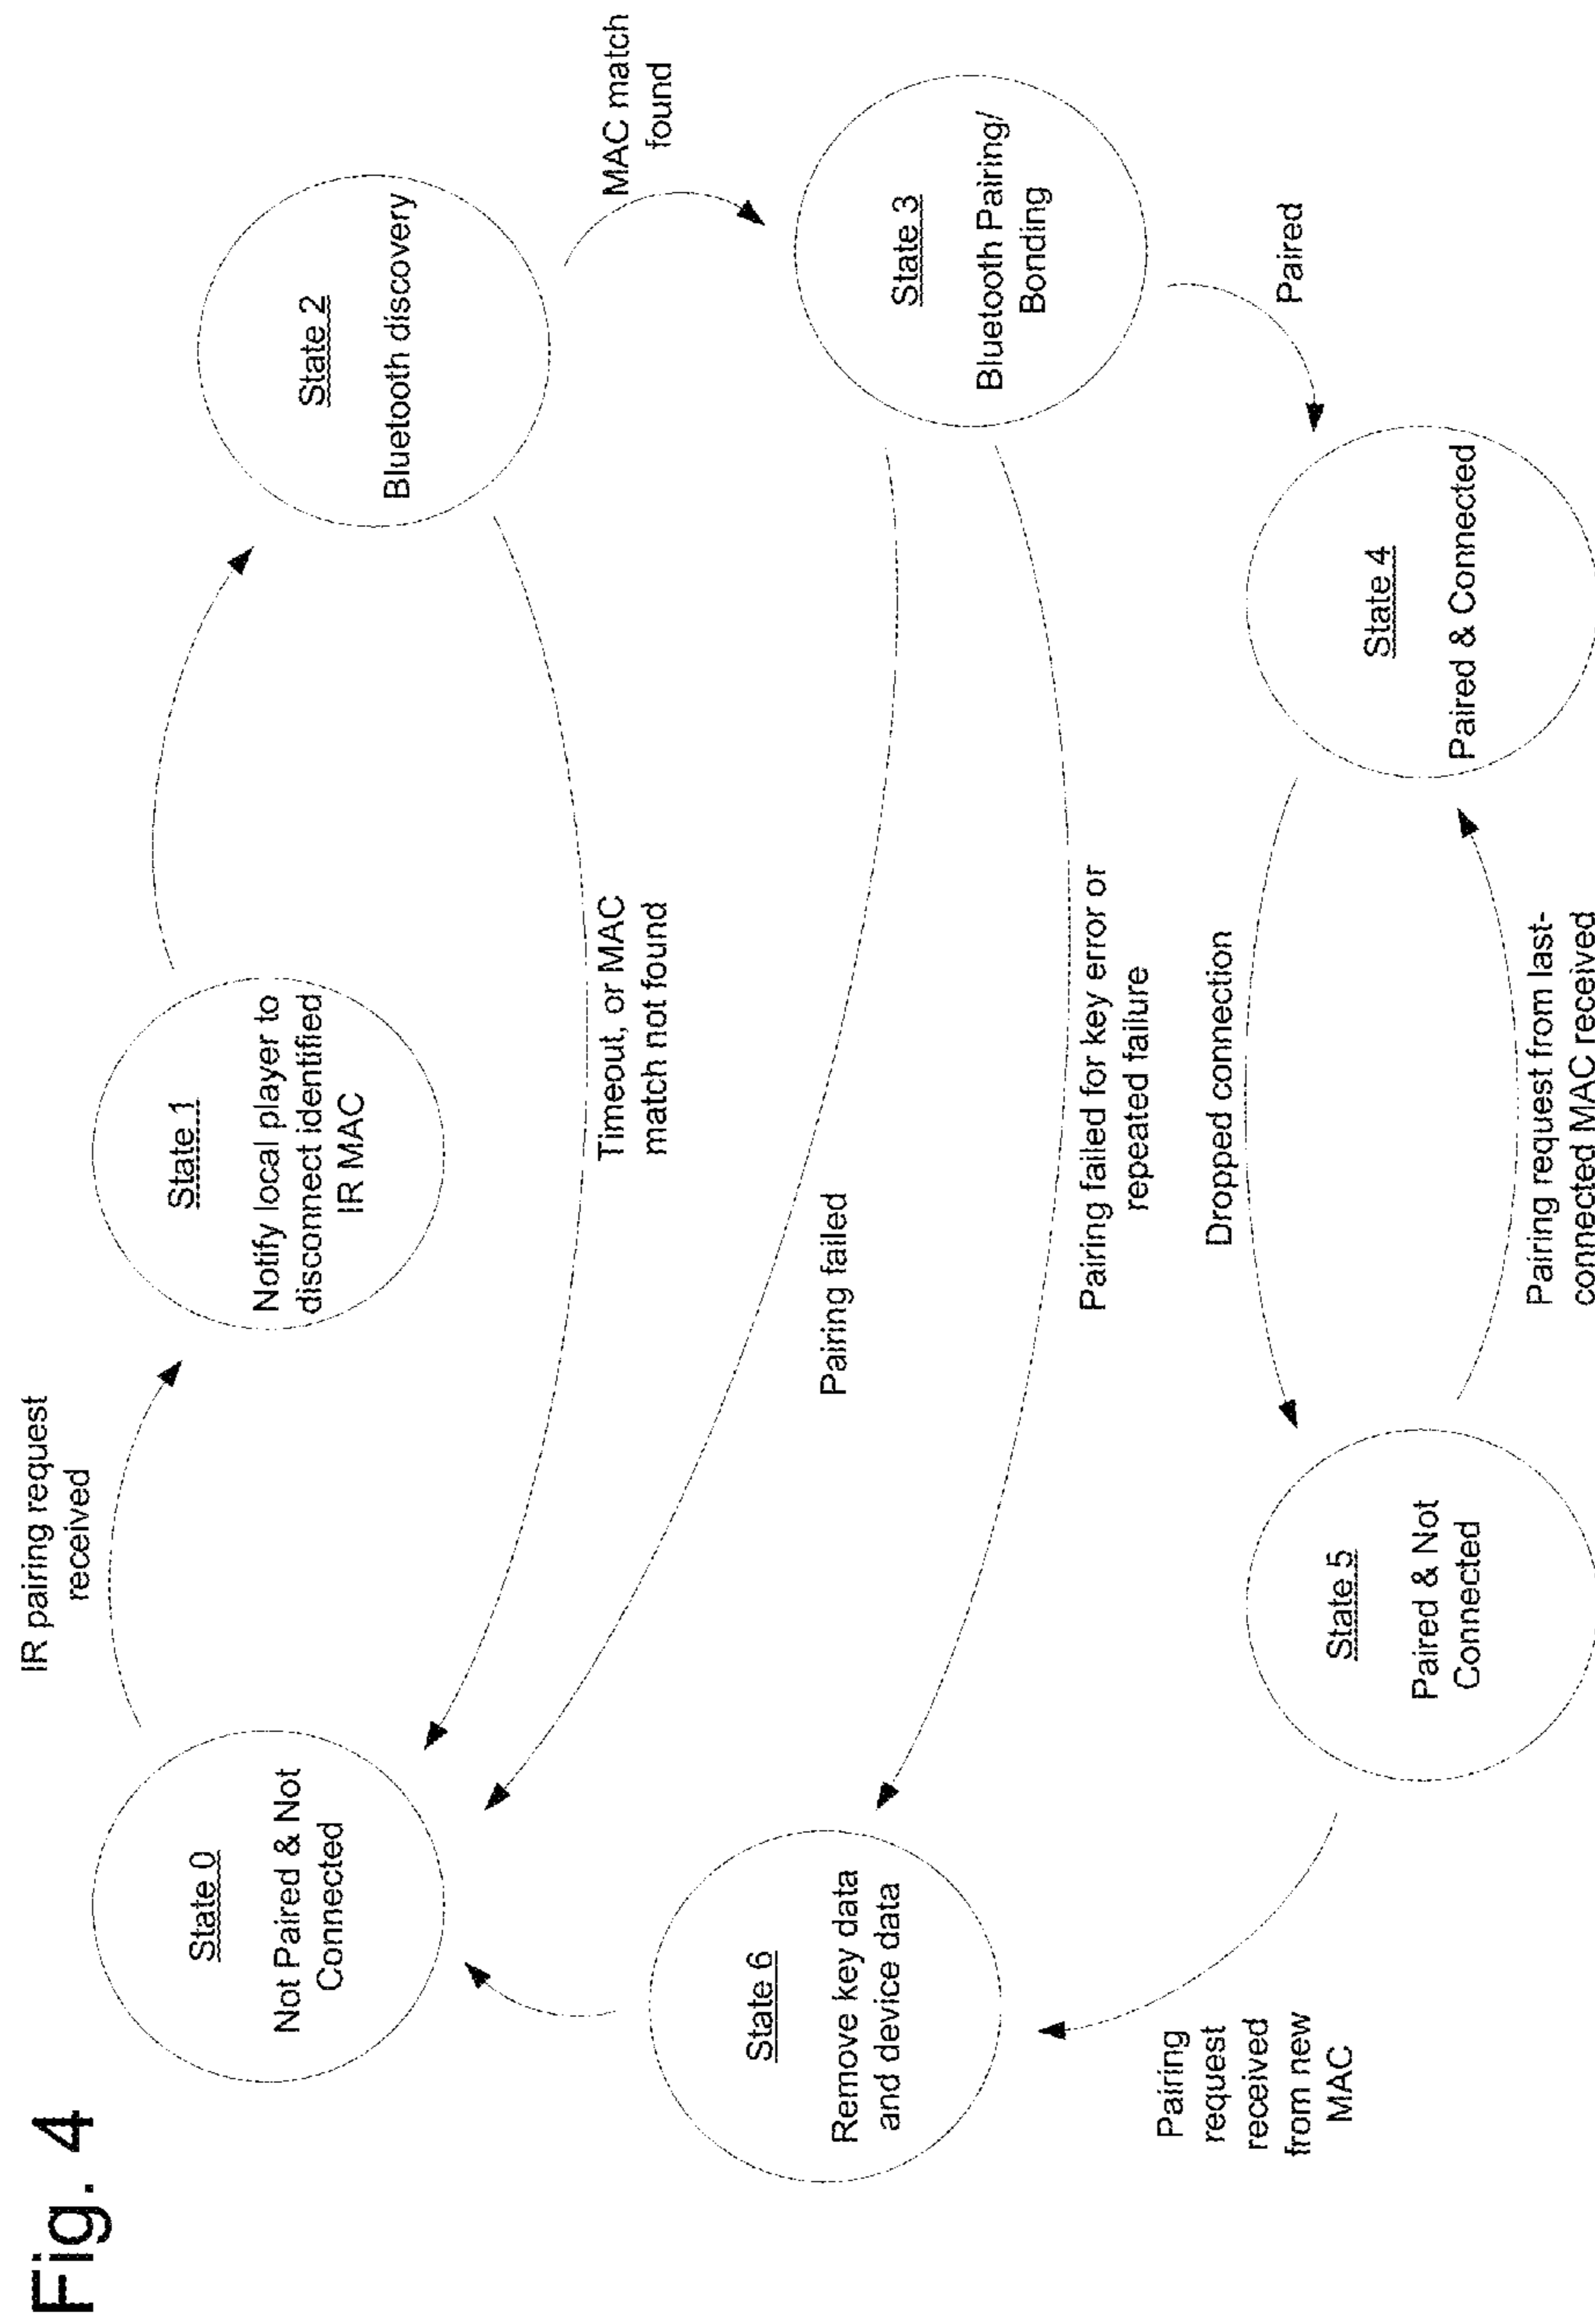 Fig. 4
IR pairing request
received
State 0
Not Paired & Not
Connected
State 1
Notify local player to
disconnect identified
IR MAC
State 2
Bluetooth discovery
MAC match
found
Timeout, or MAC
match not found
State 3
Bluetooth Pairing/
Bonding
Pairing failed
Pairing failed for key error or
repeated failure
Paired
State 6
Remove key data
and device data
State 4
Paired & Connected
Dropped connection
State 5
Paired & Not
Connected
Pairing request from last-
connected MAC received
Pairing
request
received
from new
MAC